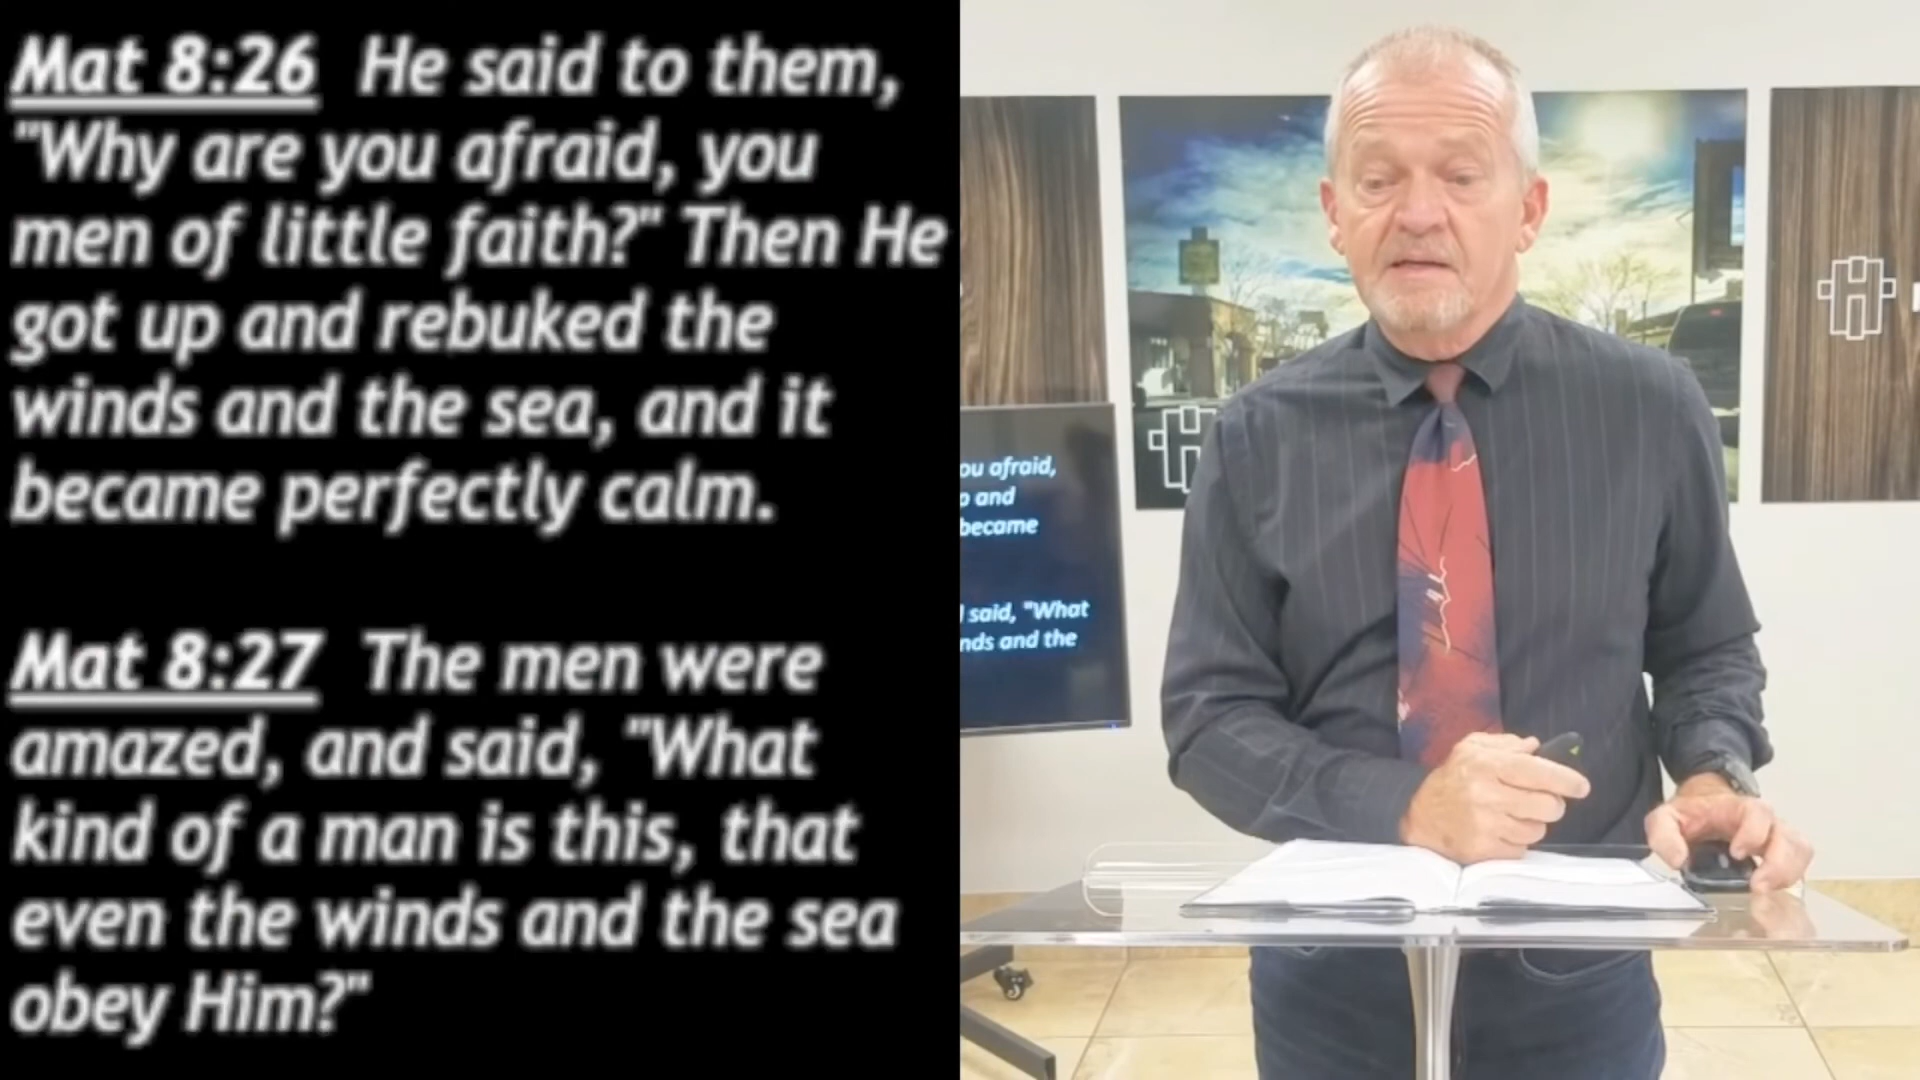 Mat 8:26 He said to them,
"Why are you afraid, you
men of little faith?" Then He
got up and rebuked the
winds and the sea, and it
became perfectly calm.
Mat 8:27 The men were
amazed, and said, "What
kind of a man is this, that
even the winds and the sea
obey Him?"
ou afraid,
and
became
said, "What
nds and the